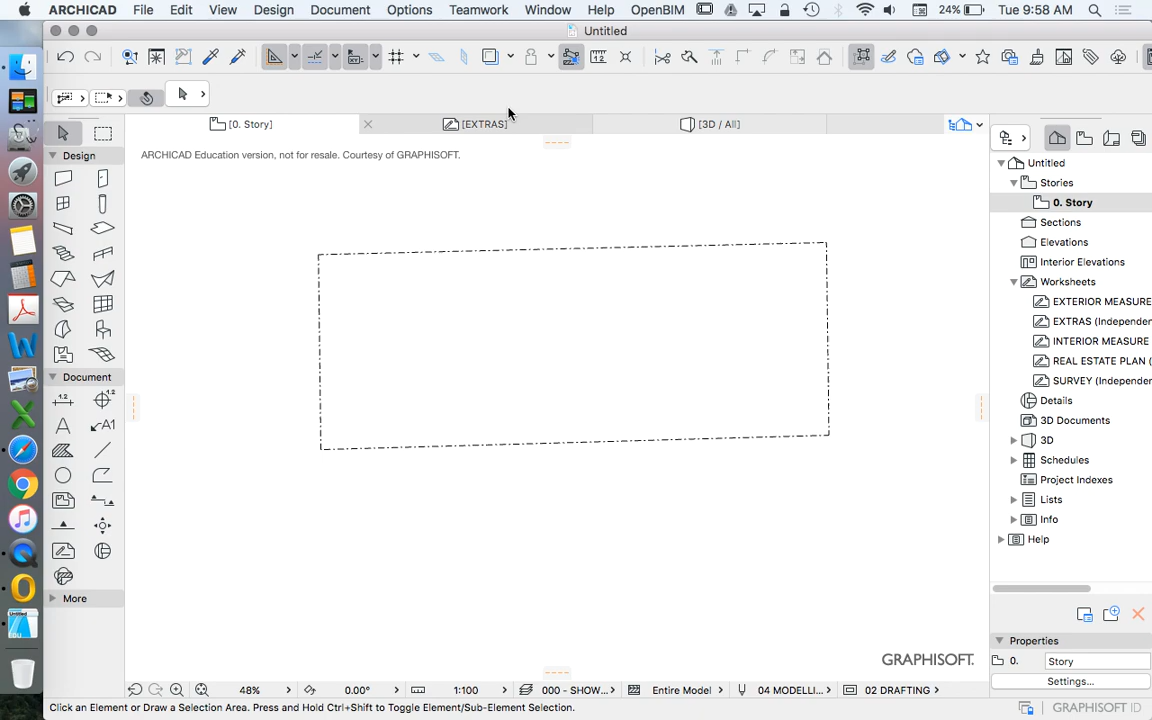 ARCHICAD File Edit View Design Document Options Teamwork Window Help OpenBIM 24% Tue 9:58 AM
Untitled
[0. Story] [EXTRAS] [3D / All]
ARCHICAD Education version, not for resale. Courtesy of GRAPHISOFT.
Design
Document
1.2 1.2
A A1
More
Untitled
Stories
0. Story
Sections
Elevations
Interior Elevations
Worksheets
EXTERIOR MEASURE
EXTRAS (Independer
INTERIOR MEASURE
REAL ESTATE PLAN (
SURVEY (Independer
Details
3D Documents
3D
Schedules
Project Indexes
Lists
Info
Help
Properties
0. Story
Settings...
GRAPHISOFT.
48% 0.00° 1:100 000 - SHOW... Entire Model 04 MODELLI... 02 DRAFTING
Click an Element or Draw a Selection Area. Press and Hold Ctrl+Shift to Toggle Element/Sub-Element Selection.
GRAPHISOFT ID